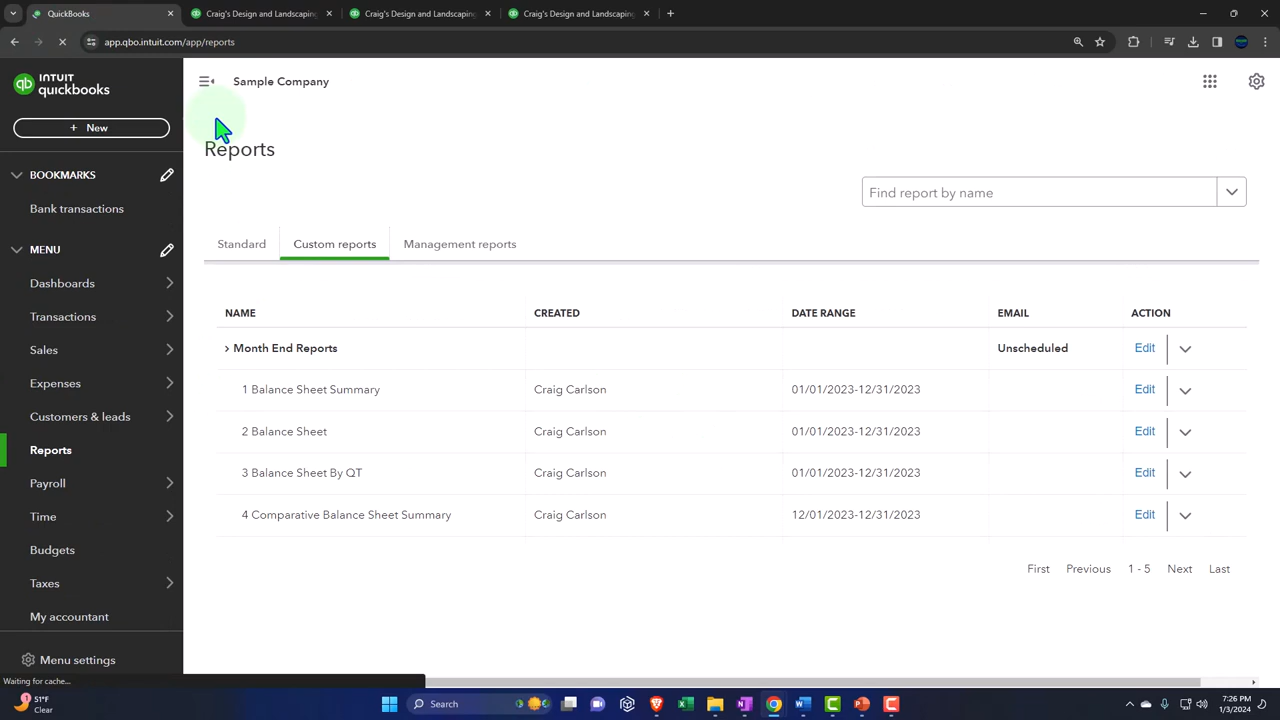 QuickBooks
Craig's Design and Landscaping
Craig's Design and Landscaping
Craig's Design and Landscaping
app.qbo.intuit.com/app/reports
INTUIT
quickbooks
Sample Company
+ New
Reports
BOOKMARKS
Find report by name
Bank transactions
Standard
Custom reports
Management reports
MENU
Dashboards
Transactions
Sales
Expenses
Customers & leads
Reports
Payroll
Time
Budgets
Taxes
My accountant
Menu settings
NAME CREATED DATE RANGE EMAIL ACTION
Month End Reports Unscheduled Edit
1 Balance Sheet Summary Craig Carlson 01/01/2023-12/31/2023 Edit
2 Balance Sheet Craig Carlson 01/01/2023-12/31/2023 Edit
3 Balance Sheet By QT Craig Carlson 01/01/2023-12/31/2023 Edit
4 Comparative Balance Sheet Summary Craig Carlson 12/01/2023-12/31/2023 Edit
First Previous 1 - 5 Next Last
Waiting for cache...
51°F
Clear
Search
7:26 PM
1/3/2024